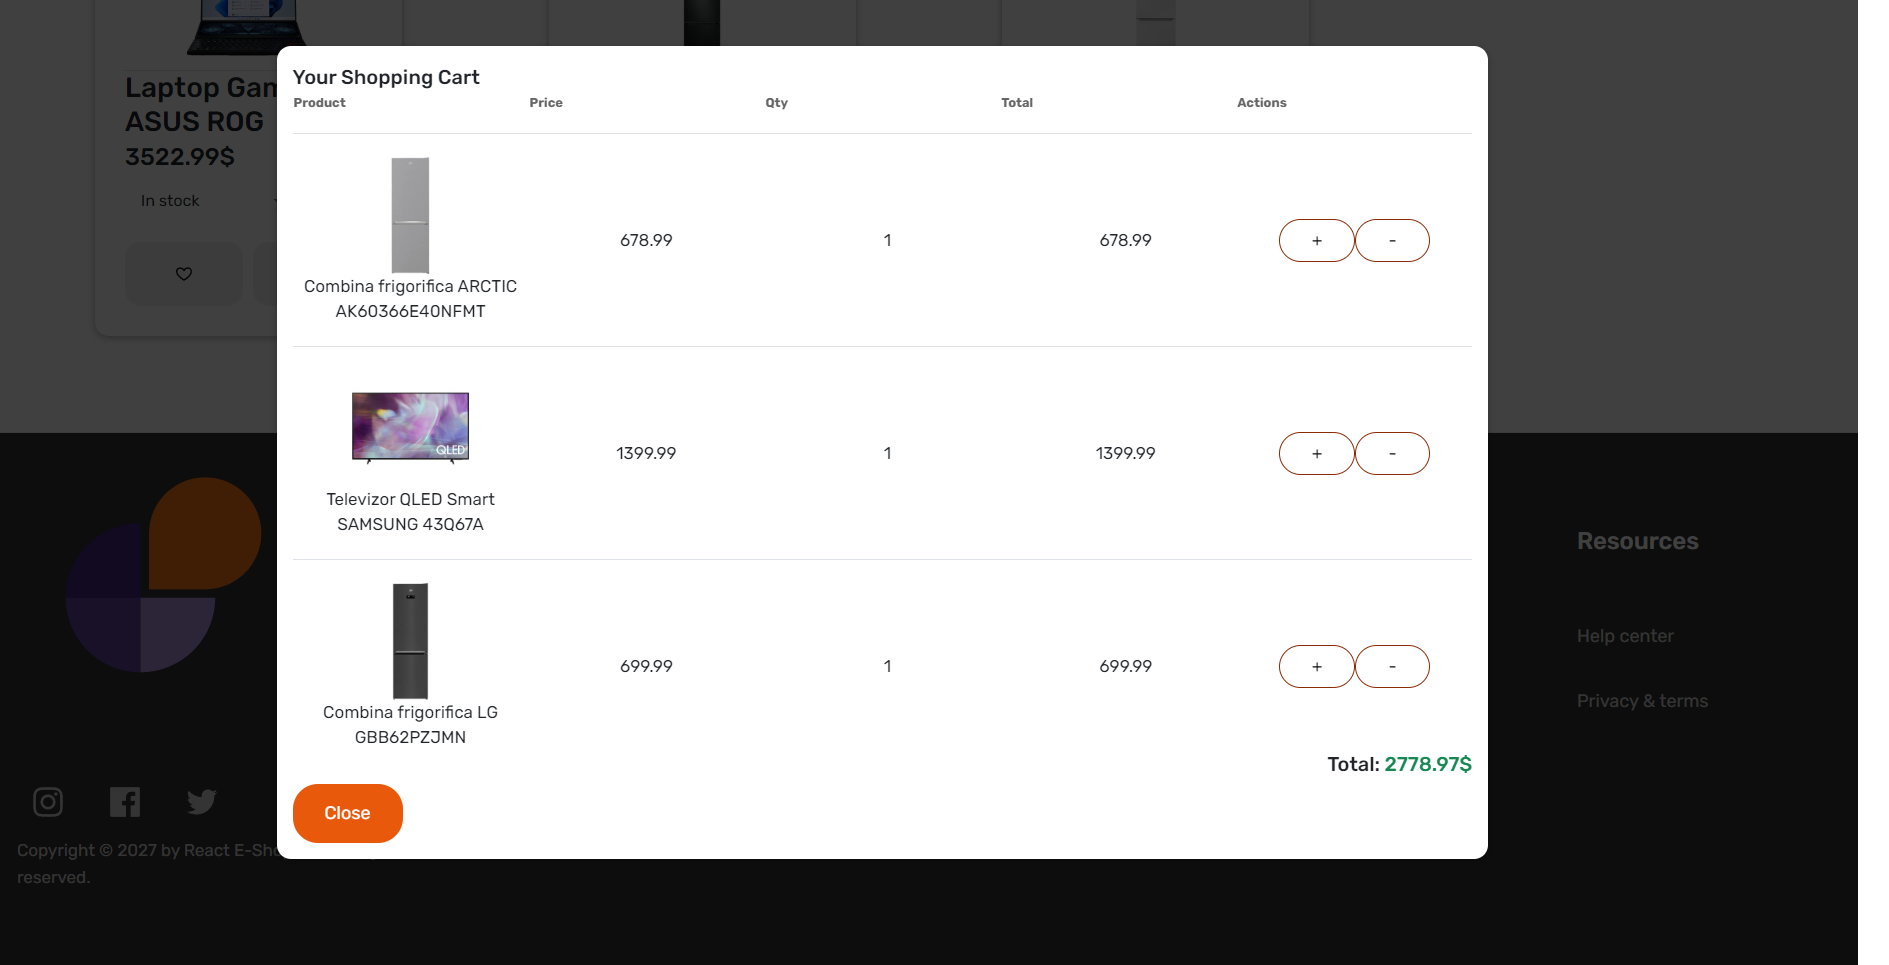 Laptop Gam
ASUS ROG
3522.99$
In stock
Your Shopping Cart
Product Price Qty Total Actions
678.99 1 678.99 + -
Combina frigorifica ARCTIC
AK60366E40NFMT
QLED
1399.99 1 1399.99 + -
Televizor QLED Smart
SAMSUNG 43Q67A
699.99 1 699.99 + -
Combina frigorifica LG
GBB62PZJMN
Total: 2778.97$
Close
Resources
Help center
Privacy & terms
Copyright © 2027 by React E-Sho
reserved.